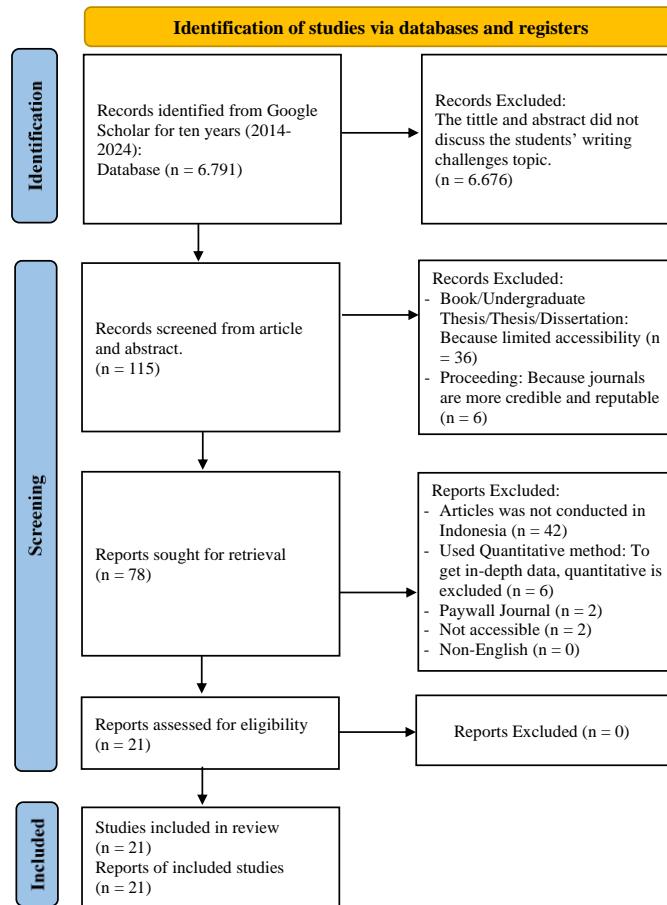 Identification of studies via databases and registers
Identification
Records identified from Google
Scholar for ten years (2014-
2024):
Database (n = 6.791)
Records Excluded:
The tittle and abstract did not
discuss the students’ writing
challenges topic.
(n = 6.676)
Screening
Records screened from article
and abstract.
(n = 115)
Records Excluded:
- Book/Undergraduate
Thesis/Thesis/Dissertation:
Because limited accessibility (n
= 36)
- Proceeding: Because journals
are more credible and reputable
(n = 6)
Reports sought for retrieval
(n = 78)
Reports Excluded:
- Articles was not conducted in
Indonesia (n = 42)
- Used Quantitative method: To
get in-depth data, quantitative is
excluded (n = 6)
- Paywall Journal (n = 2)
- Not accessible (n = 2)
- Non-English (n = 0)
Reports assessed for eligibility
(n = 21)
Reports Excluded (n = 0)
Included
Studies included in review
(n = 21)
Reports of included studies
(n = 21)